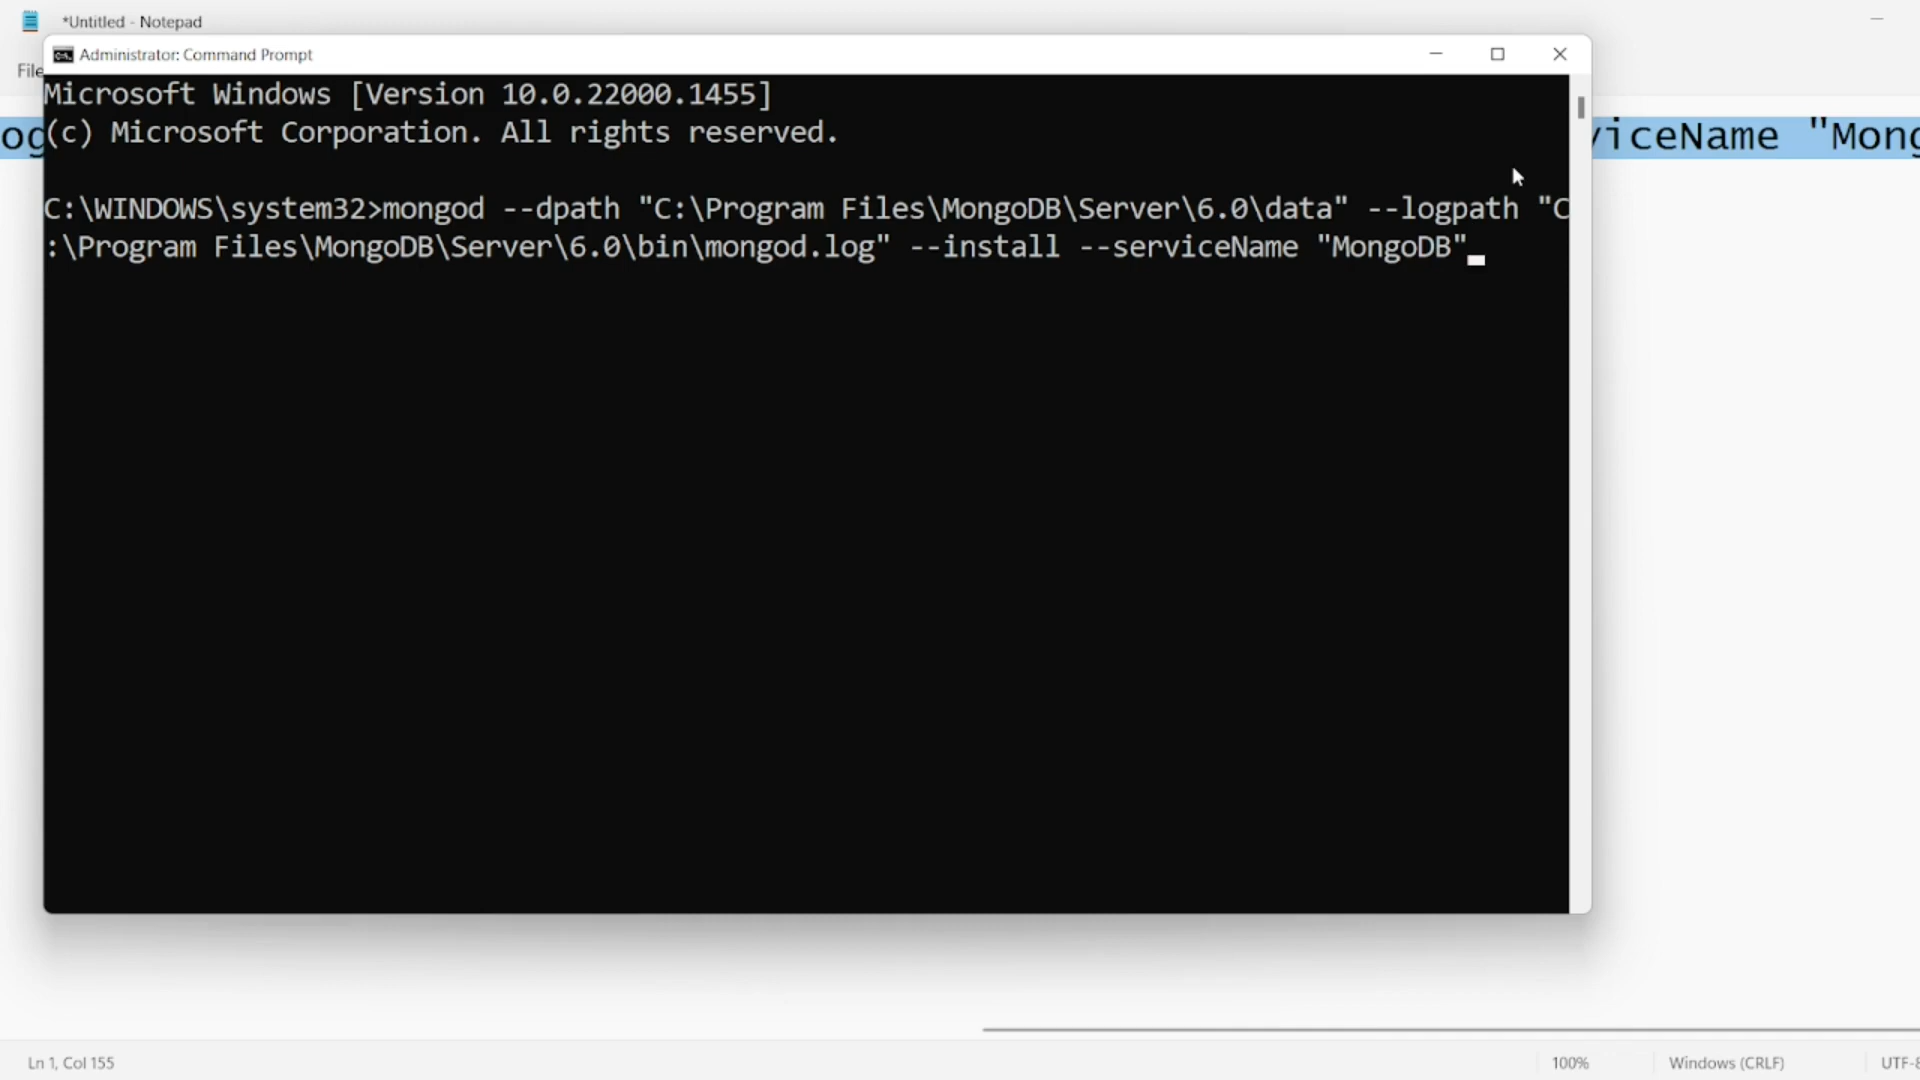 *Untitled - Notepad
Administrator: Command Prompt
File
Microsoft Windows [Version 10.0.22000.1455]
(c) Microsoft Corporation. All rights reserved.
viceName "Mong
C:\WINDOWS\system32>mongod --dpath "C:\Program Files\MongoDB\Server\6.0\data" --logpath "C
:\Program Files\MongoDB\Server\6.0\bin\mongod.log" --install --serviceName "MongoDB"
Ln 1, Col 155
100%
Windows (CRLF)
UTF-8